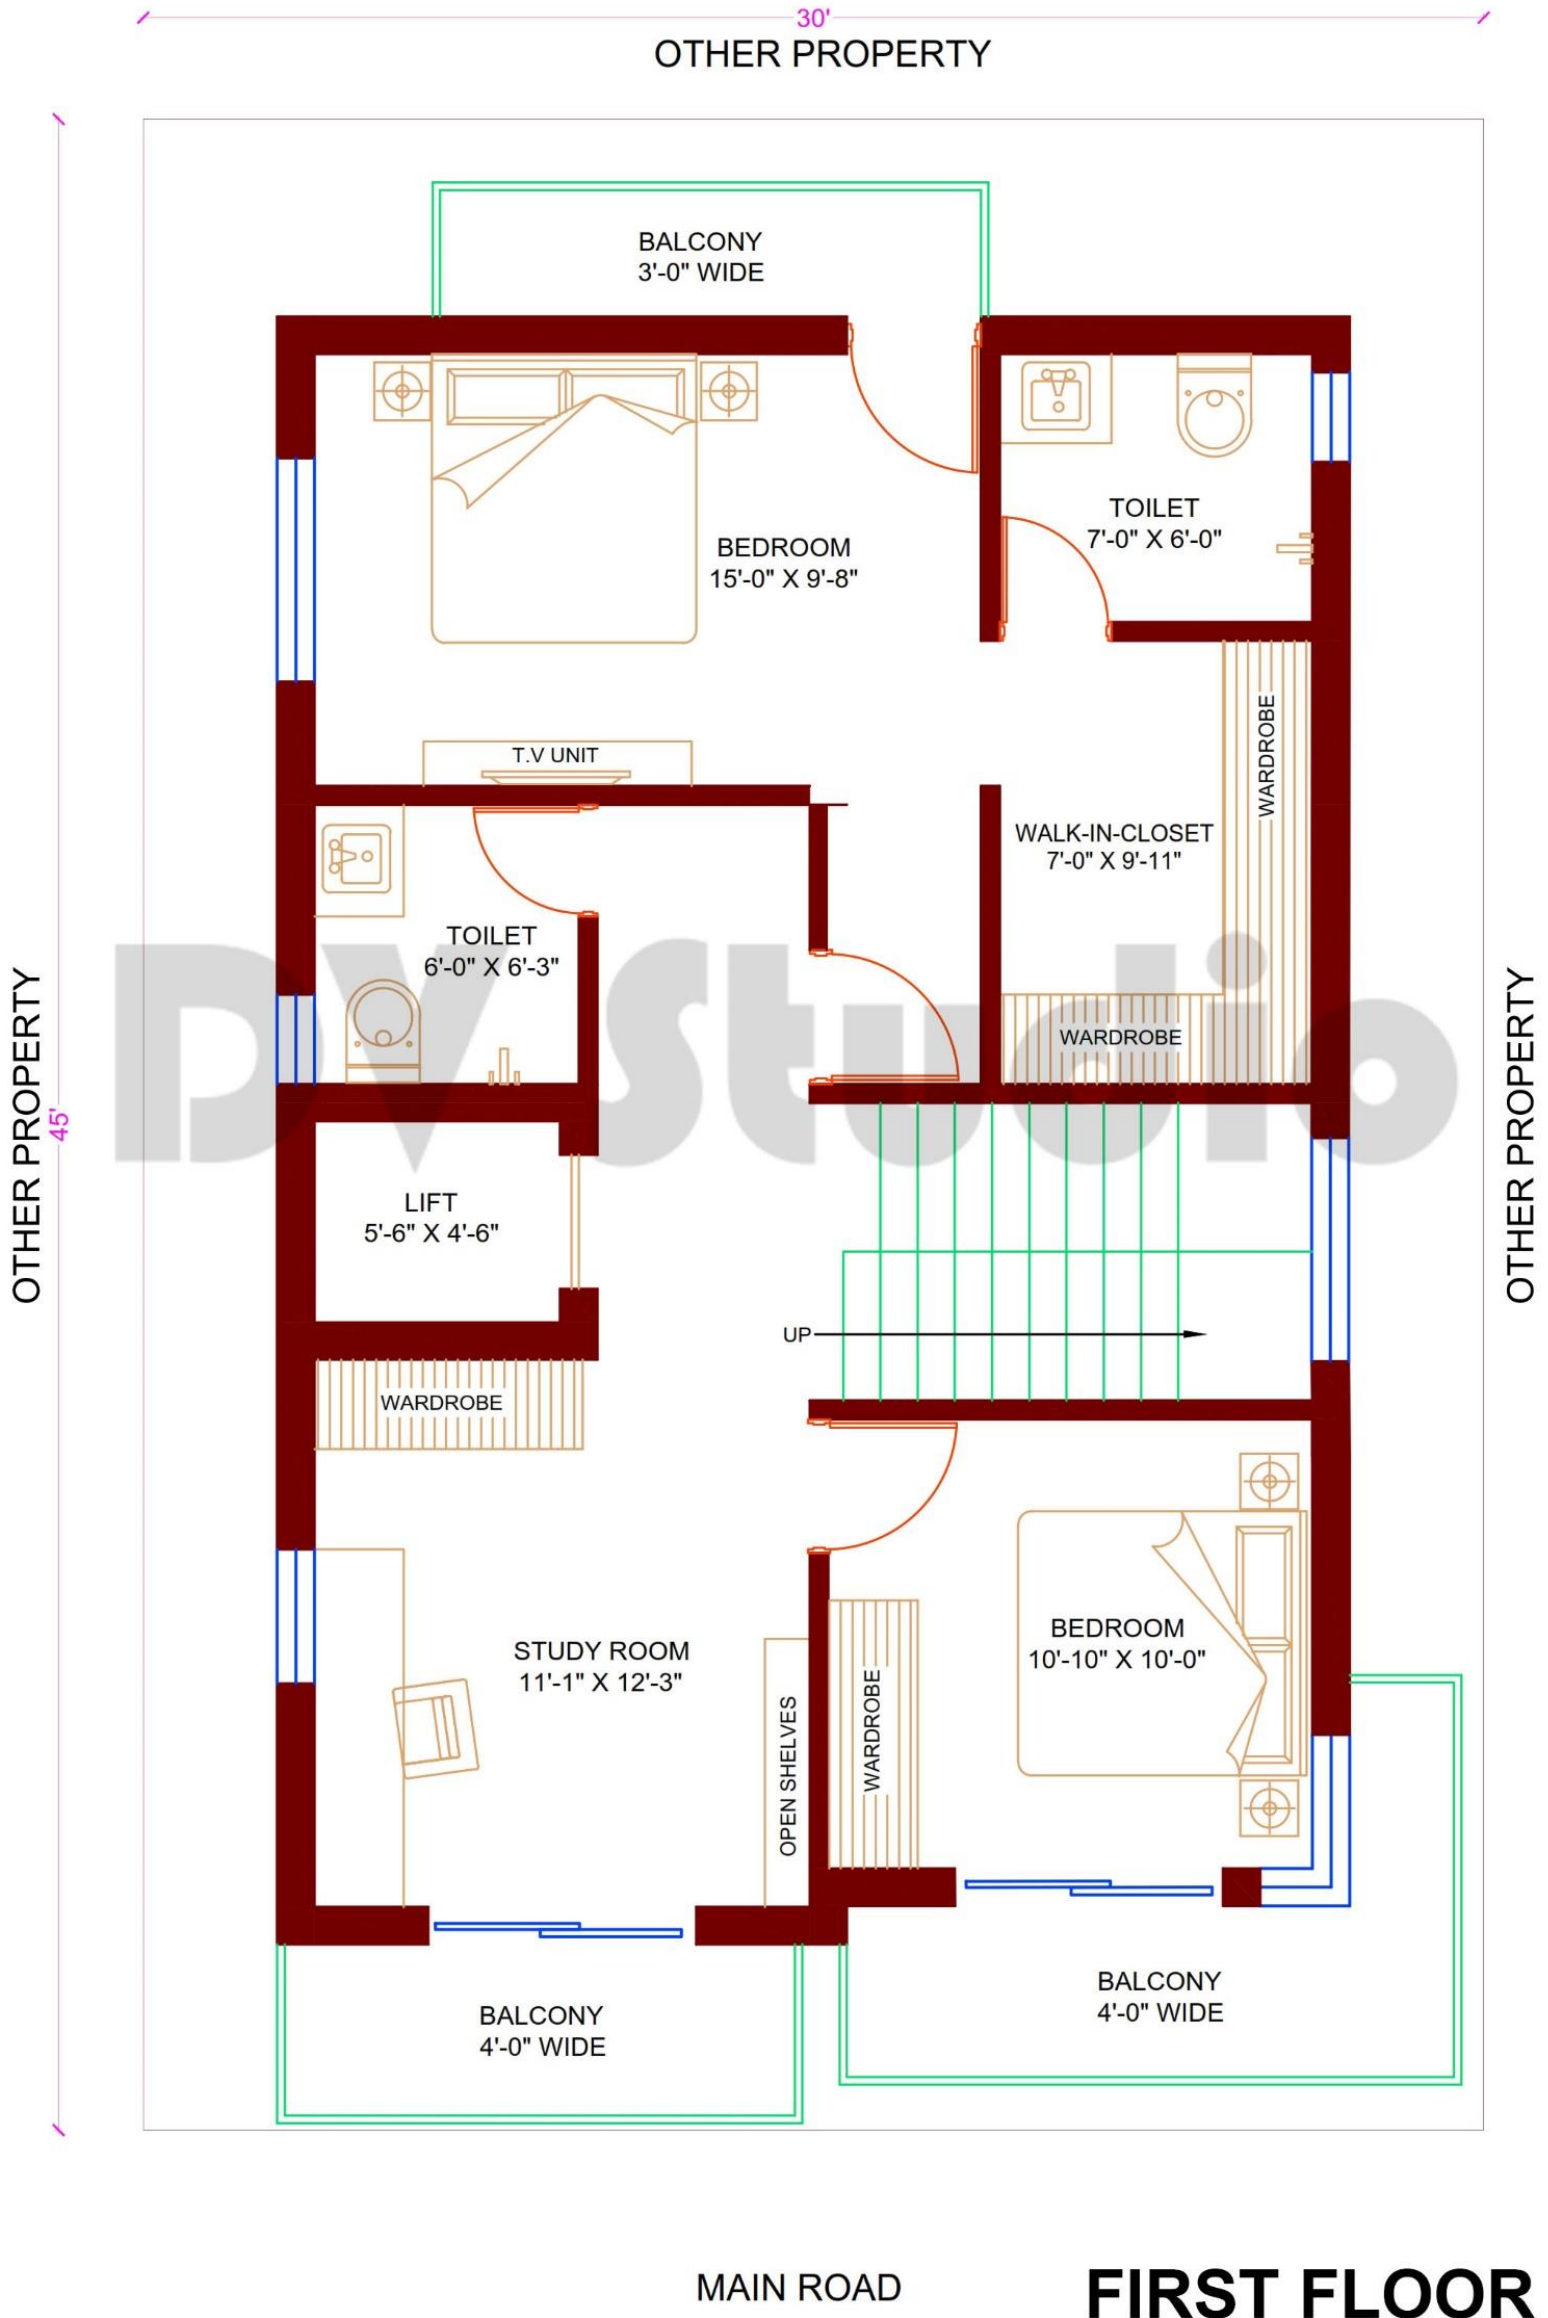 30'
OTHER PROPERTY
BALCONY
3'-0" WIDE
TOILET
7'-0" X 6'-0"
BEDROOM
15'-0" X 9'-8"
WARDROBE
T.V UNIT
WALK-IN-CLOSET
7'-0" X 9'-11"
TOILET
6'-0" X 6'-3"
DV Studio
WARDROBE
OTHER PROPERTY
45'
OTHER PROPERTY
LIFT
5'-6" X 4'-6"
UP
WARDROBE
BEDROOM
10'-10" X 10'-0"
STUDY ROOM
11'-1" X 12'-3"
WARDROBE
OPEN SHELVES
BALCONY
4'-0" WIDE
BALCONY
4'-0" WIDE
MAIN ROAD
FIRST FLOOR